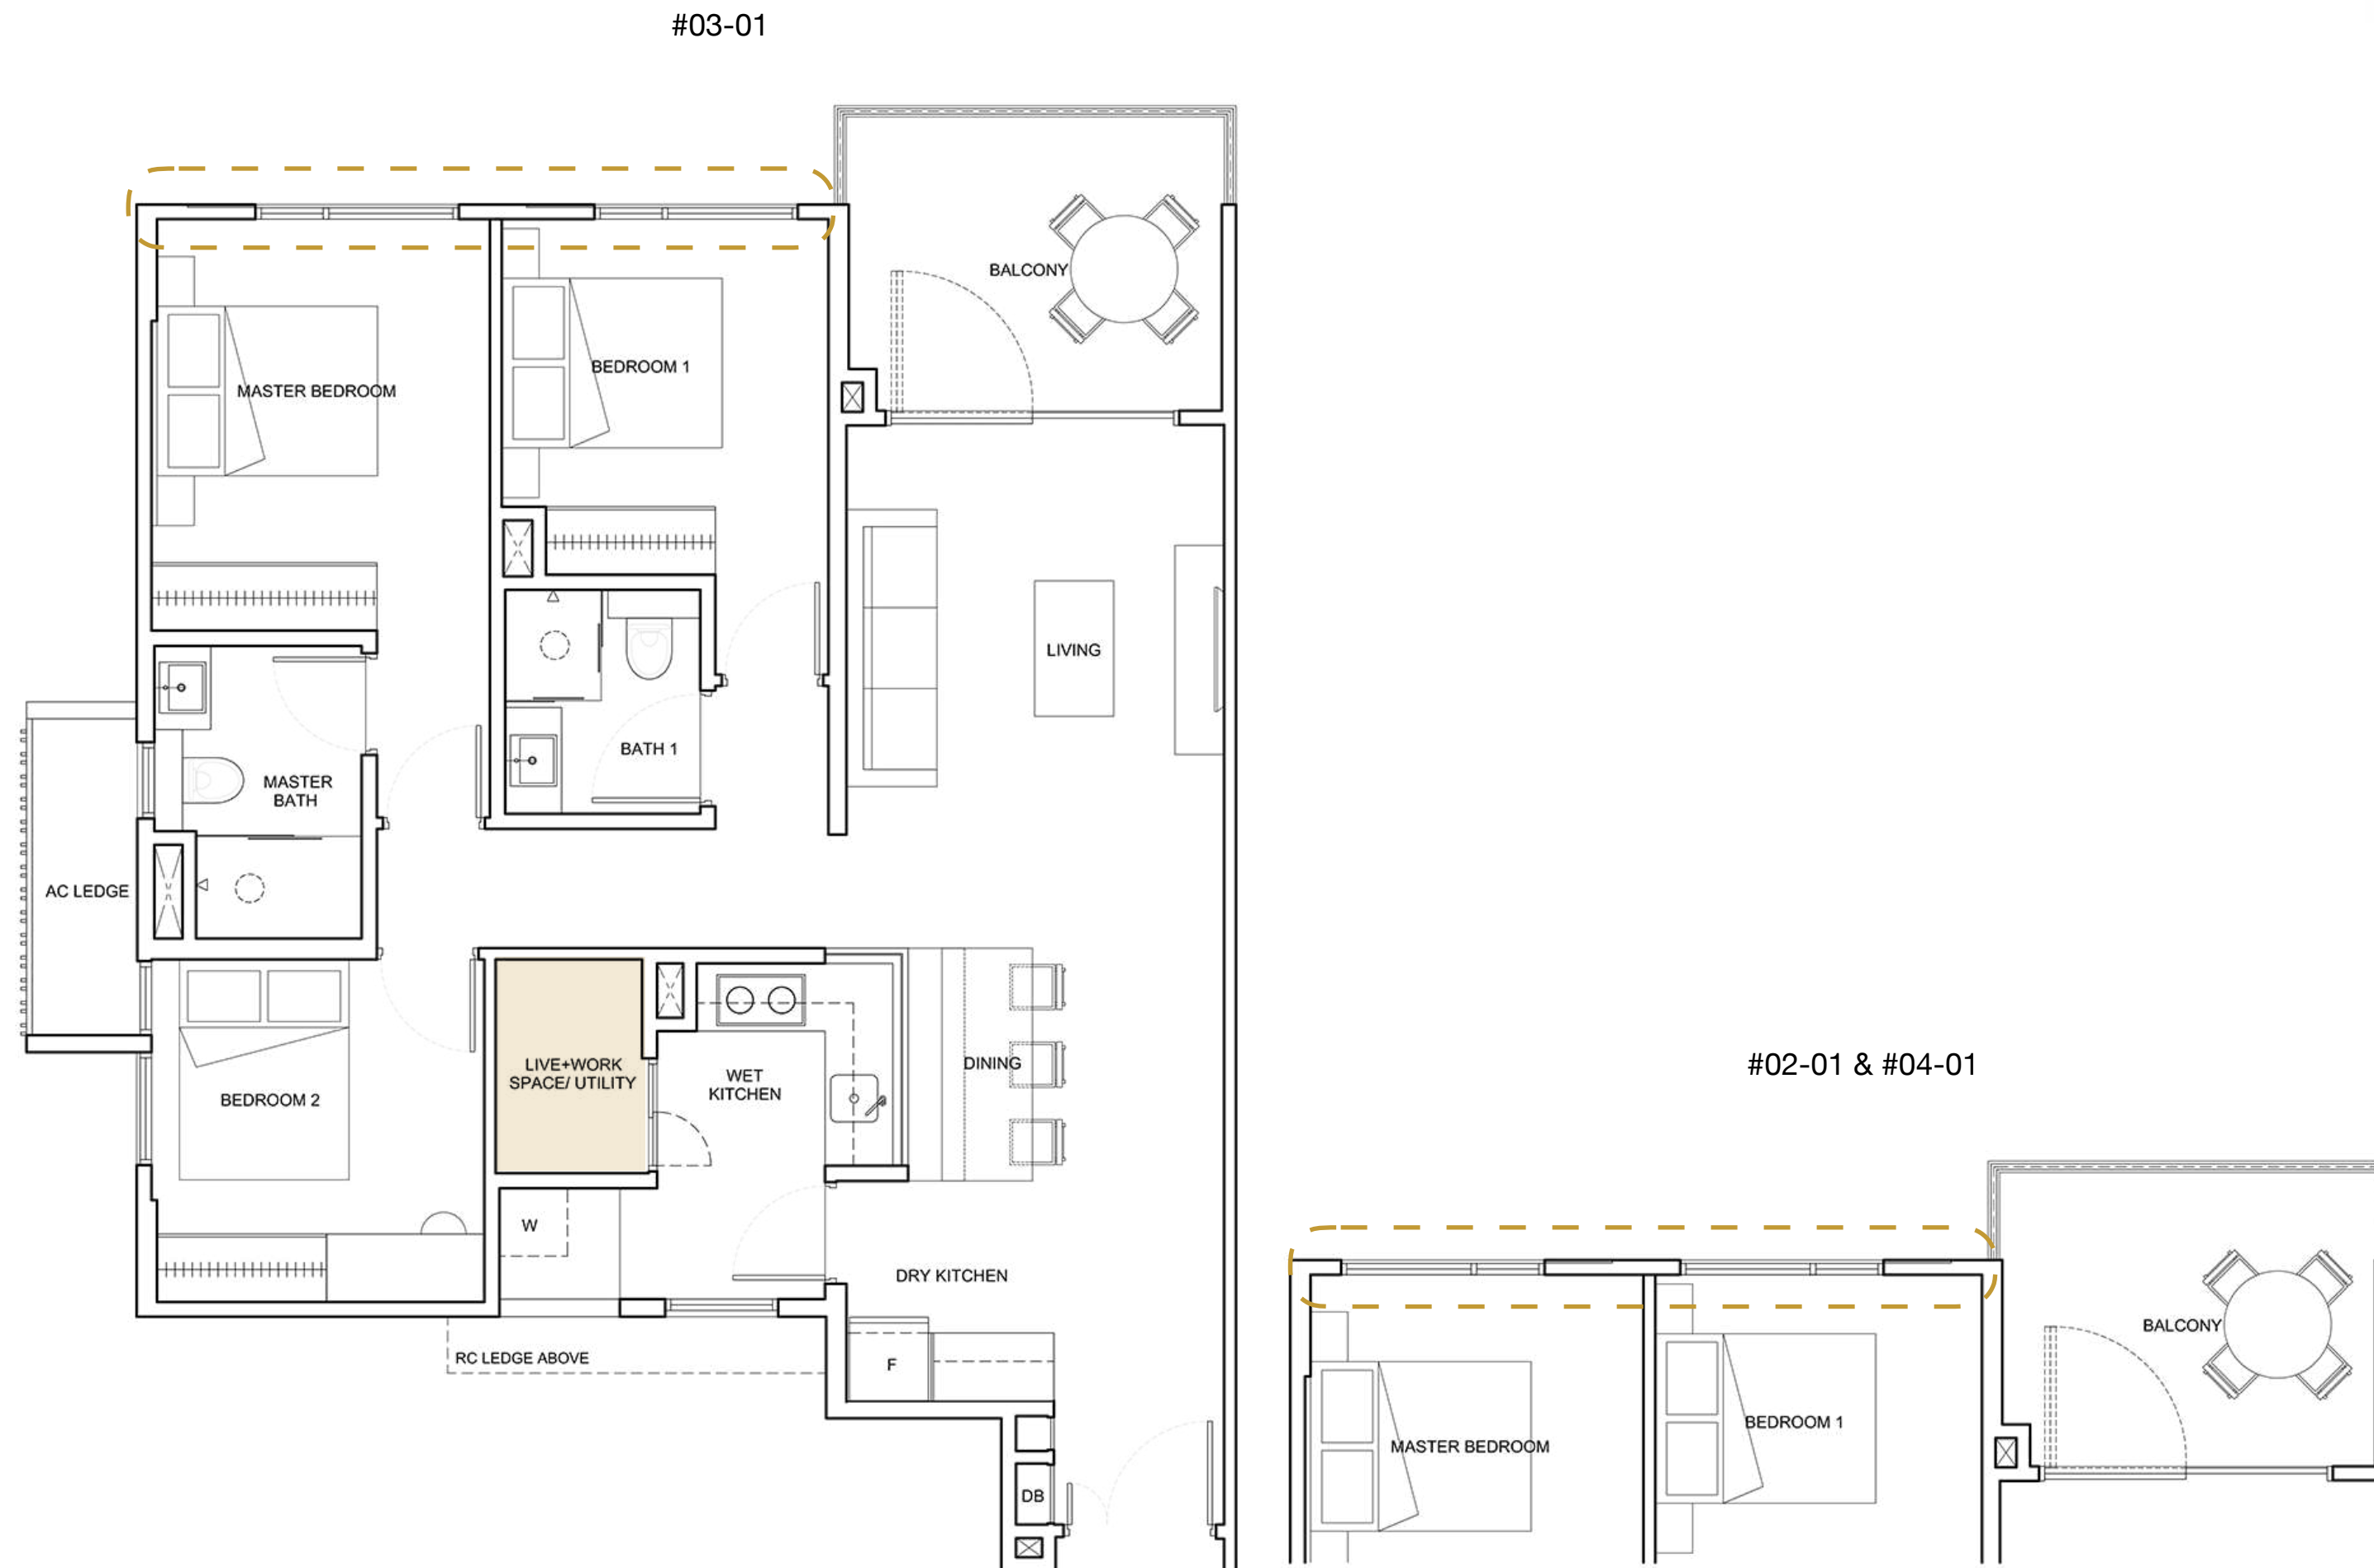 #03-01
BALCONY
BEDROOM 1
MASTER BEDROOM
LIVING
BATH 1
MASTER
BATH
AC LEDGE
LIVE+WORK
SPACE/ UTILITY
WET
KITCHEN
DINING
BEDROOM 2
W
DRY KITCHEN
RC LEDGE ABOVE
F
DB
#02-01 & #04-01
BALCONY
BEDROOM 1
MASTER BEDROOM